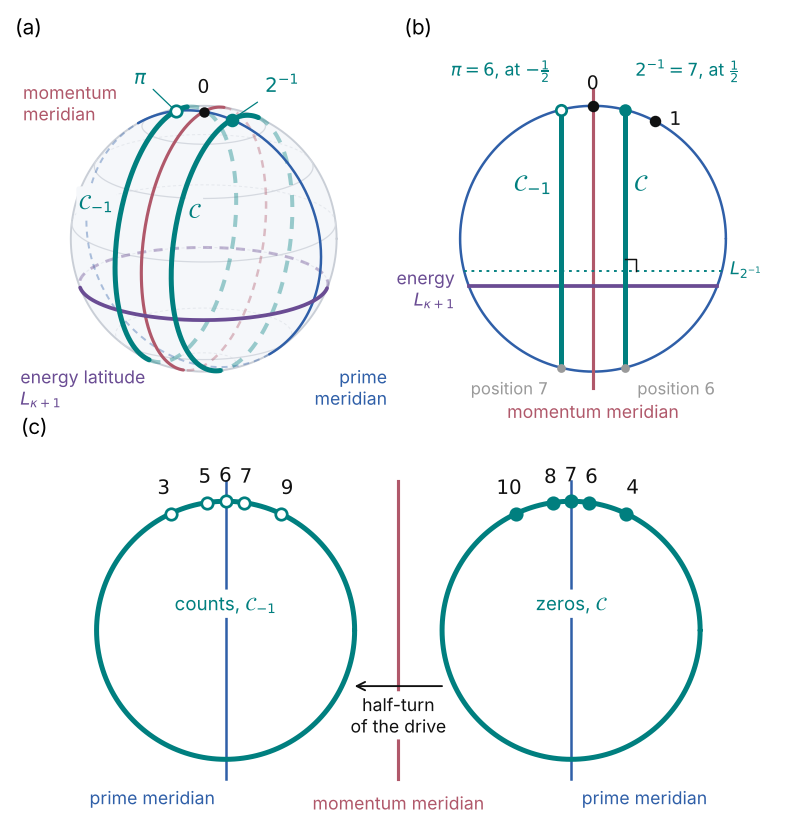 (a)
(b)
π
0
2⁻¹
momentum
meridian
𝒞₋₁
𝒞
energy latitude
L_{κ+1}
prime
meridian
π = 6, at −½
0
2⁻¹ = 7, at ½
1
𝒞₋₁
𝒞
energy
L_{κ+1}
L_{2⁻¹}
position 7
position 6
momentum meridian
(c)
3 5 6 7 9
10 8 7 6 4
counts, 𝒞₋₁
zeros, 𝒞
half-turn
of the drive
prime meridian
momentum meridian
prime meridian